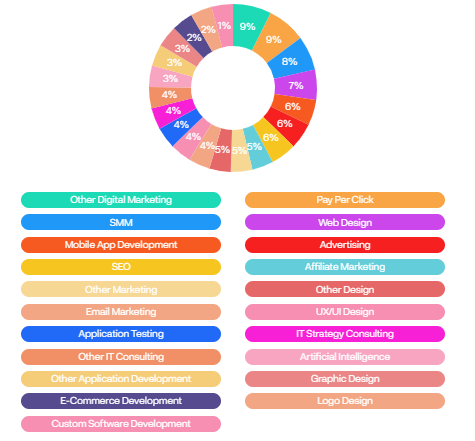 9%
9%
8%
7%
6%
6%
6%
5%
5%
5%
4%
4%
4%
4%
4%
3%
3%
3%
2%
2%
1%
Other Digital Marketing
Pay Per Click
SMM
Web Design
Mobile App Development
Advertising
SEO
Affiliate Marketing
Other Marketing
Other Design
Email Marketing
UX/UI Design
Application Testing
IT Strategy Consulting
Other IT Consulting
Artificial Intelligence
Other Application Development
Graphic Design
E-Commerce Development
Logo Design
Custom Software Development